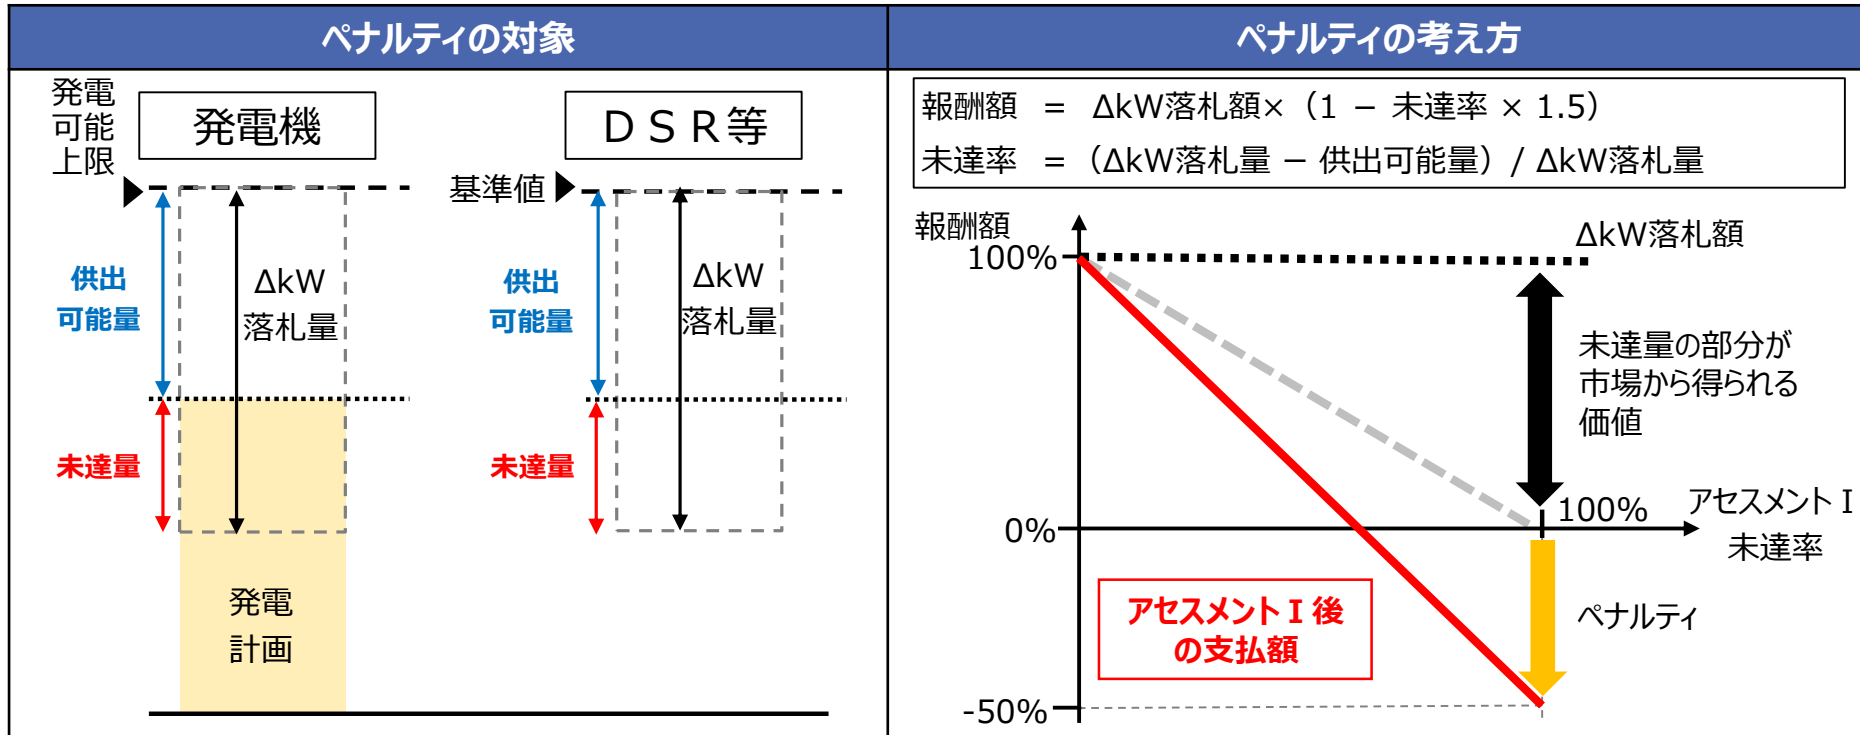 ペナルティの対象
発電
可能
上限
発電機
供出
可能量
ΔkW
落札量
未達量
発電
計画
ＤＳＲ等
基準値
供出
可能量
ΔkW
落札量
未達量
ペナルティの考え方
報酬額 ＝ ΔkW落札額×（1 － 未達率 × 1.5）
未達率 ＝ （ΔkW落札量 － 供出可能量）/ ΔkW落札量
報酬額
100%
ΔkW落札額
未達量の部分が
市場から得られる
価値
0%
100%
アセスメントⅠ
未達率
アセスメントⅠ後
の支払額
ペナルティ
-50%